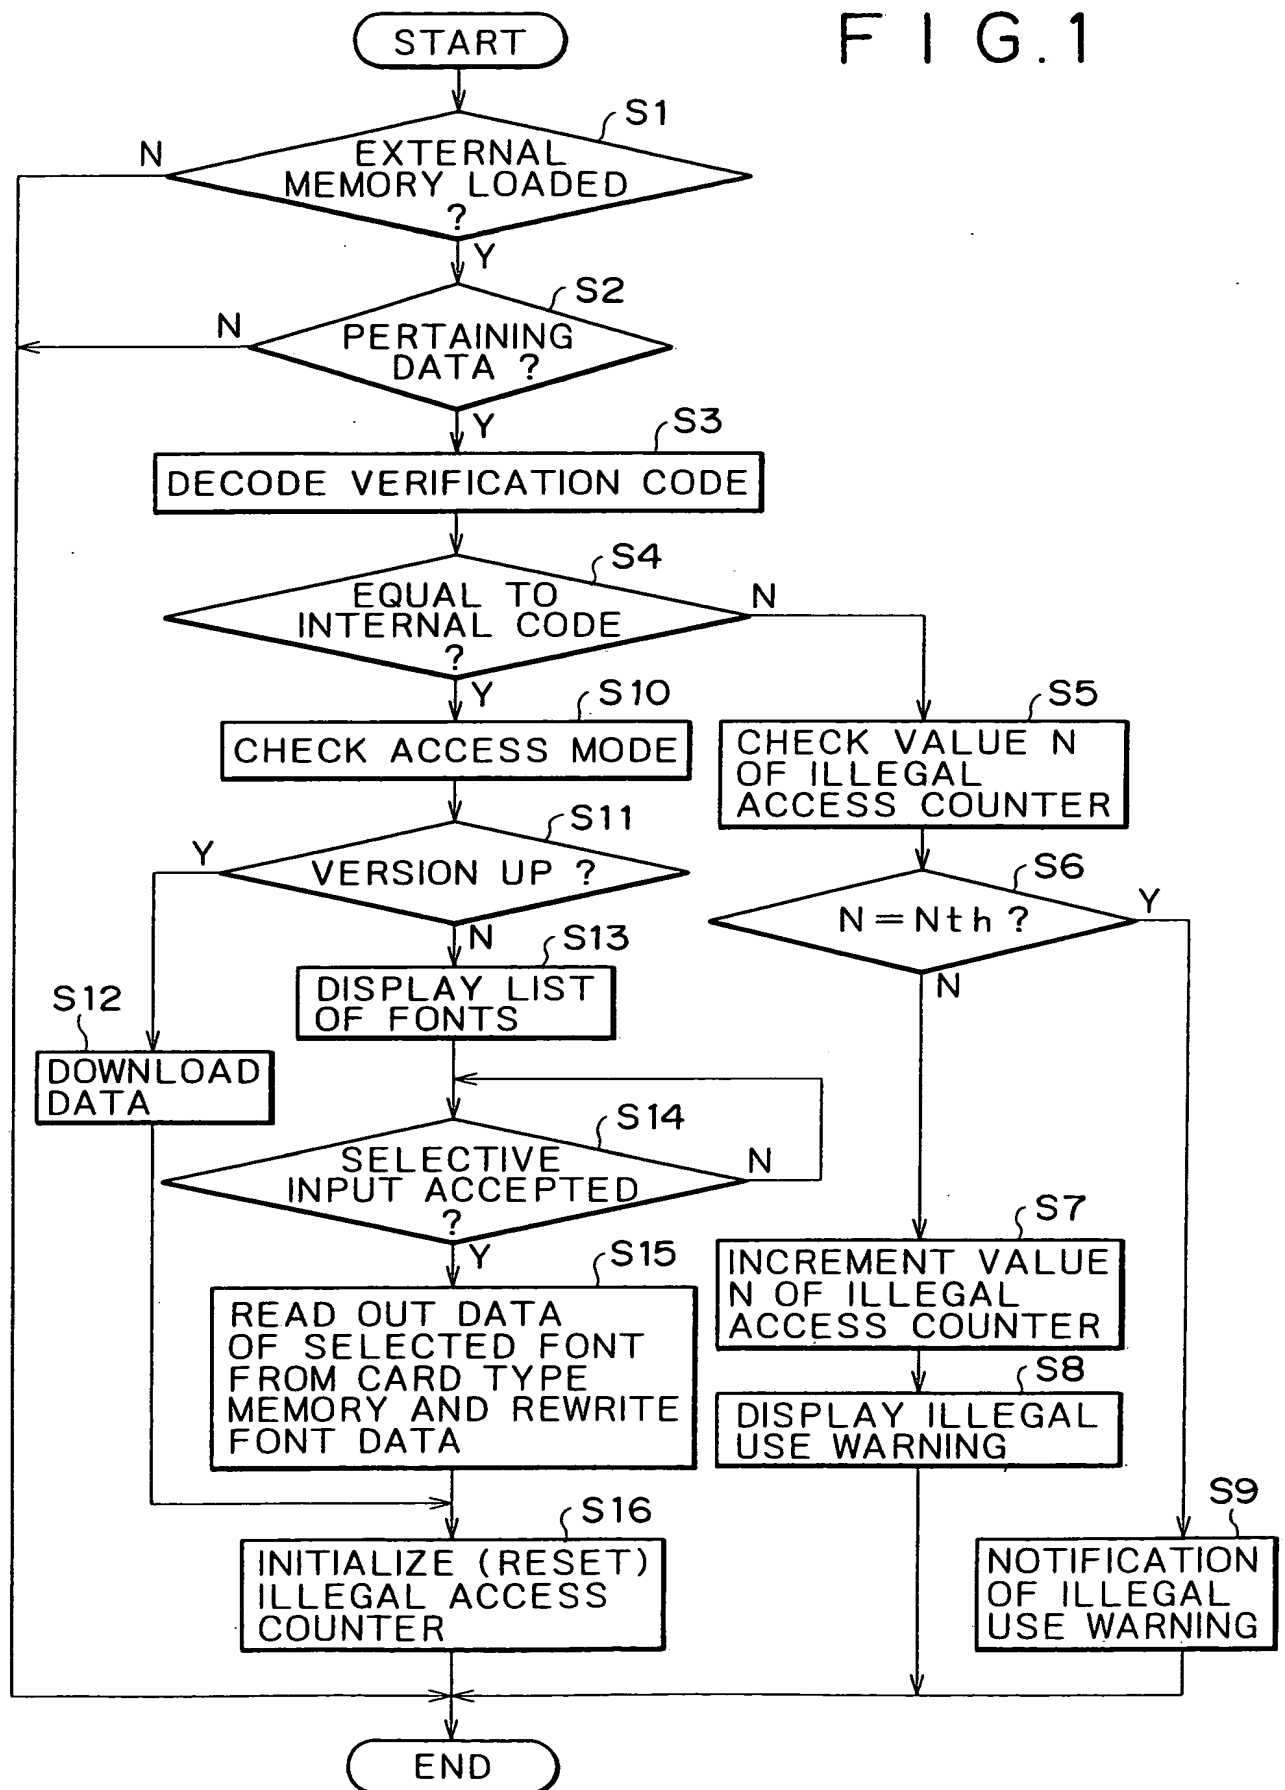 FIG.1
START
S1
N
EXTERNAL
MEMORY LOADED
?
Y
S2
N
PERTAINING
DATA ?
Y
S3
DECODE VERIFICATION CODE
S4
EQUAL TO
INTERNAL CODE
?
N
Y
S10
CHECK ACCESS MODE
S5
CHECK VALUE N
OF ILLEGAL
ACCESS COUNTER
S11
Y
VERSION UP ?
N
S6
N=Nth?
Y
N
S13
DISPLAY LIST
OF FONTS
S12
DOWNLOAD
DATA
S14
SELECTIVE
INPUT ACCEPTED
?
N
Y
S15
READ OUT DATA
OF SELECTED FONT
FROM CARD TYPE
MEMORY AND REWRITE
FONT DATA
S7
INCREMENT VALUE
N OF ILLEGAL
ACCESS COUNTER
S8
DISPLAY ILLEGAL
USE WARNING
S16
INITIALIZE (RESET)
ILLEGAL ACCESS
COUNTER
S9
NOTIFICATION
OF ILLEGAL
USE WARNING
END